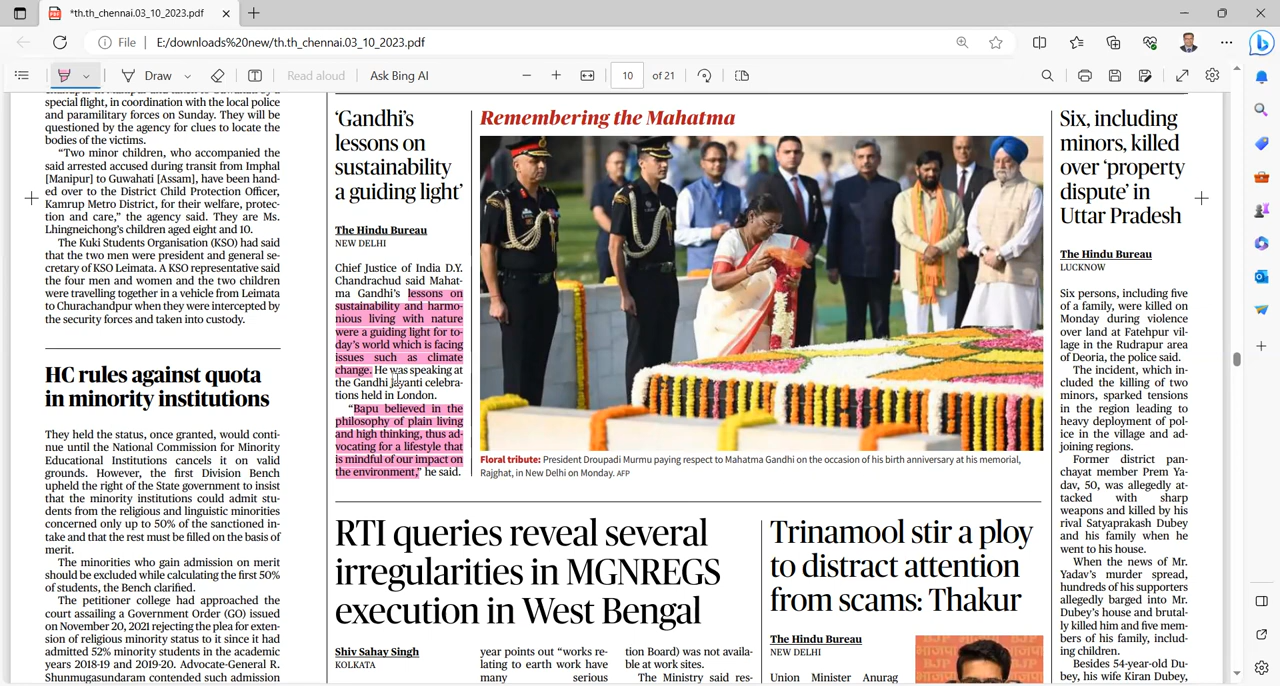 *th.th_chennai.03_10_2023.pdf
File
E:/downloads%20new/th.th_chennai.03_10_2023.pdf
Draw
Read aloud
Ask Bing AI
10
of 21
special flight, in coordination with the local police
and paramilitary forces on Sunday. They will be
questioned by the agency for clues to locate the
bodies of the victims.
“Two minor children, who accompanied the
said arrested accused during transit from Imphal
[Manipur] to Guwahati [Assam], have been hand-
ed over to the District Child Protection Officer,
Kamrup Metro District, for their welfare, protec-
tion and care,” the agency said. They are Ms.
Lhingneichong’s children aged eight and 10.
The Kuki Students Organisation (KSO) had said
that the two men were president and general se-
cretary of KSO Leimata. A KSO representative said
the four men and women and the two children
were travelling together in a vehicle from Leimata
to Churachandpur when they were intercepted by
the security forces and taken into custody.
HC rules against quota
in minority institutions
They held the status, once granted, would conti-
nue until the National Commission for Minority
Educational Institutions cancels it on valid
grounds. However, the first Division Bench
upheld the right of the State government to insist
that the minority institutions could admit stu-
dents from the religious and linguistic minorities
concerned only up to 50% of the sanctioned in-
take and that the rest must be filled on the basis of
merit.
The minorities who gain admission on merit
should be excluded while calculating the first 50%
of students, the Bench clarified.
The petitioner college had approached the
court assailing a Government Order (GO) issued
on November 20, 2021 rejecting the plea for exten-
sion of religious minority status to it since it had
admitted 52% minority students in the academic
years 2018-19 and 2019-20. Advocate-General R.
Shunmugasundaram contended such admission
‘Gandhi’s
lessons on
sustainability
a guiding light’
The Hindu Bureau
NEW DELHI
Chief Justice of India D.Y.
Chandrachud said Mahat-
ma Gandhi’s lessons on
sustainability and harmo-
nious living with nature
were a guiding light for to-
day’s world which is facing
issues such as climate
change. He was speaking at
the Gandhi Jayanti celebra-
tions held in London.
“Bapu believed in the
philosophy of plain living
and high thinking, thus ad-
vocating for a lifestyle that
is mindful of our impact on
the environment,” he said.
Remembering the Mahatma
Floral tribute: President Droupadi Murmu paying respect to Mahatma Gandhi on the occasion of his birth anniversary at his memorial,
Rajghat, in New Delhi on Monday. AFP
RTI queries reveal several
irregularities in MGNREGS
execution in West Bengal
Shiv Sahay Singh
KOLKATA
year points out “works re-
lating to earth work have
many serious
tion Board) was not availa-
ble at work sites.
The Ministry said res-
Trinamool stir a ploy
to distract attention
from scams: Thakur
The Hindu Bureau
NEW DELHI
Union Minister Anurag
BJP
BJP
Six, including
minors, killed
over ‘property
dispute’ in
Uttar Pradesh
The Hindu Bureau
LUCKNOW
Six persons, including five
of a family, were killed on
Monday during violence
over land at Fatehpur vil-
lage in the Rudrapur area
of Deoria, the police said.
The incident, which in-
cluded the killing of two
minors, sparked tensions
in the region leading to
heavy deployment of pol-
ice in the village and ad-
joining regions.
Former district pan-
chayat member Prem Ya-
dav, 50, was allegedly at-
tacked with sharp
weapons and killed by his
rival Satyaprakash Dubey
and his family when he
went to his house.
When the news of Mr.
Yadav’s murder spread,
hundreds of his supporters
allegedly barged into Mr.
Dubey’s house and brutal-
ly killed him and five mem-
bers of his family, includ-
ing children.
Besides 54-year-old Du-
bey, his wife Kiran Dubey,